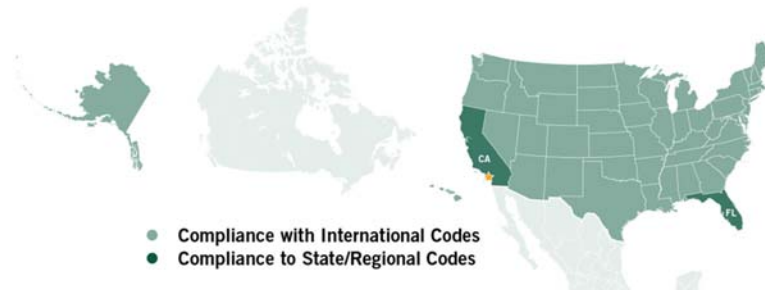 CA
FL
Compliance with International Codes
Compliance to State/Regional Codes